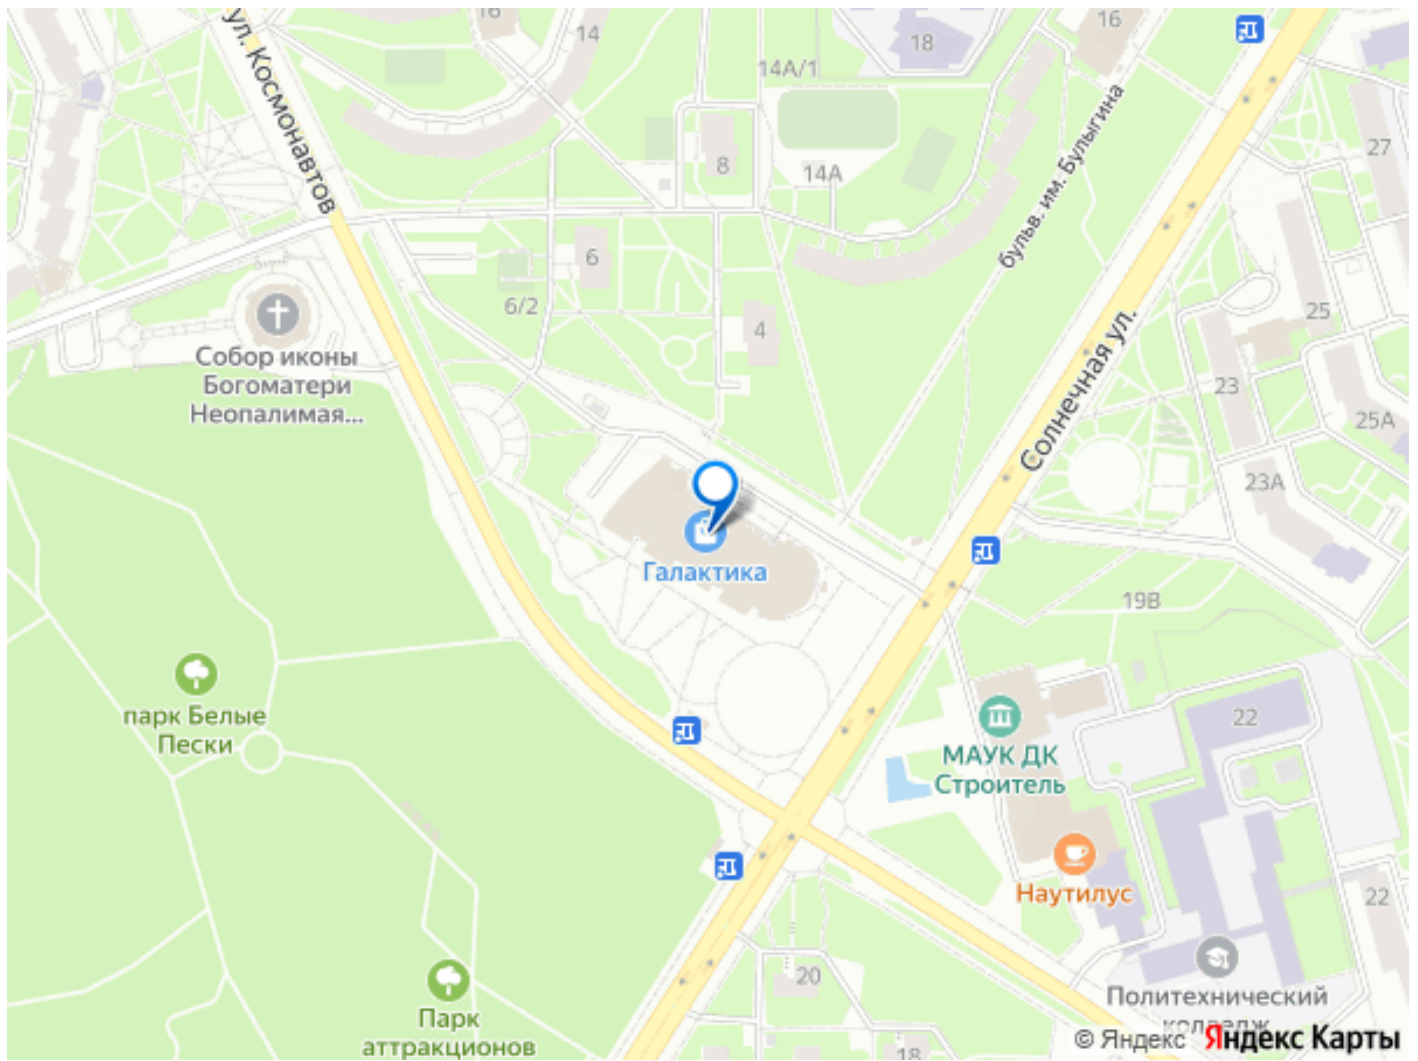 16
14
18
16
14А/1
ул. Космонавтов
бульв. им. Булыгина
27
8
14А
6
6/2
4
25
Собор иконы
Богоматери
Неопалимая...
Солнечная ул.
23
25А
23А
Галактика
19В
парк Белые
Пески
22
МАУК ДК
Строитель
Наутилус
22
20
Политехнический
колледж
Парк
аттракционов
18
© Яндекс Яндекс Карты